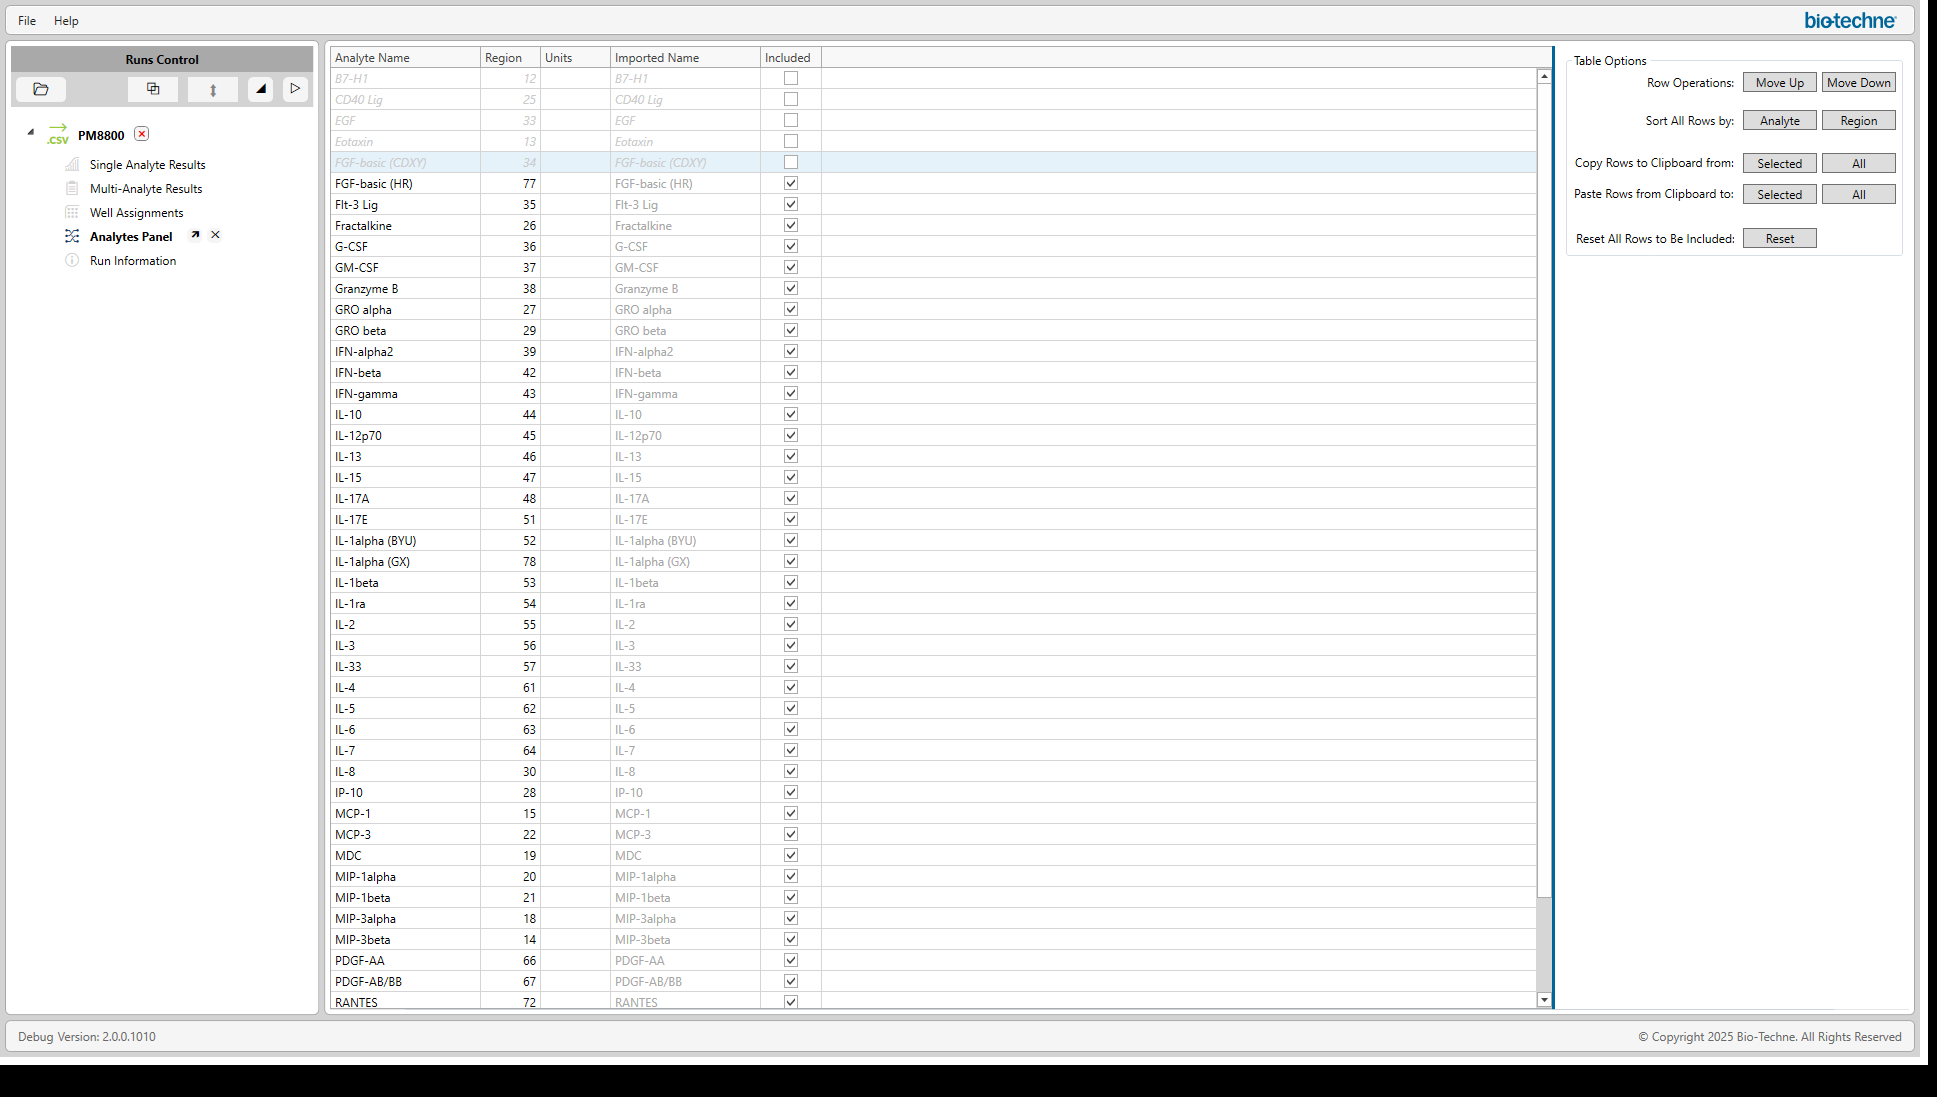 File Help
bio-techne
Runs Control
.csv PM8800
Single Analyte Results
Multi-Analyte Results
Well Assignments
Analytes Panel
Run Information
Analyte Name Region Units Imported Name Included
B7-H1 12 B7-H1
CD40 Lig 25 CD40 Lig
EGF 33 EGF
Eotaxin 13 Eotaxin
FGF-basic (CDXY) 34 FGF-basic (CDXY)
FGF-basic (HR) 77 FGF-basic (HR)
Flt-3 Lig 35 Flt-3 Lig
Fractalkine 26 Fractalkine
G-CSF 36 G-CSF
GM-CSF 37 GM-CSF
Granzyme B 38 Granzyme B
GRO alpha 27 GRO alpha
GRO beta 29 GRO beta
IFN-alpha2 39 IFN-alpha2
IFN-beta 42 IFN-beta
IFN-gamma 43 IFN-gamma
IL-10 44 IL-10
IL-12p70 45 IL-12p70
IL-13 46 IL-13
IL-15 47 IL-15
IL-17A 48 IL-17A
IL-17E 51 IL-17E
IL-1alpha (BYU) 52 IL-1alpha (BYU)
IL-1alpha (GX) 78 IL-1alpha (GX)
IL-1beta 53 IL-1beta
IL-1ra 54 IL-1ra
IL-2 55 IL-2
IL-3 56 IL-3
IL-33 57 IL-33
IL-4 61 IL-4
IL-5 62 IL-5
IL-6 63 IL-6
IL-7 64 IL-7
IL-8 30 IL-8
IP-10 28 IP-10
MCP-1 15 MCP-1
MCP-3 22 MCP-3
MDC 19 MDC
MIP-1alpha 20 MIP-1alpha
MIP-1beta 21 MIP-1beta
MIP-3alpha 18 MIP-3alpha
MIP-3beta 14 MIP-3beta
PDGF-AA 66 PDGF-AA
PDGF-AB/BB 67 PDGF-AB/BB
RANTES 72 RANTES
Table Options
Row Operations: Move Up Move Down
Sort All Rows by: Analyte Region
Copy Rows to Clipboard from: Selected All
Paste Rows from Clipboard to: Selected All
Reset All Rows to Be Included: Reset
Debug Version: 2.0.0.1010
© Copyright 2025 Bio-Techne. All Rights Reserved